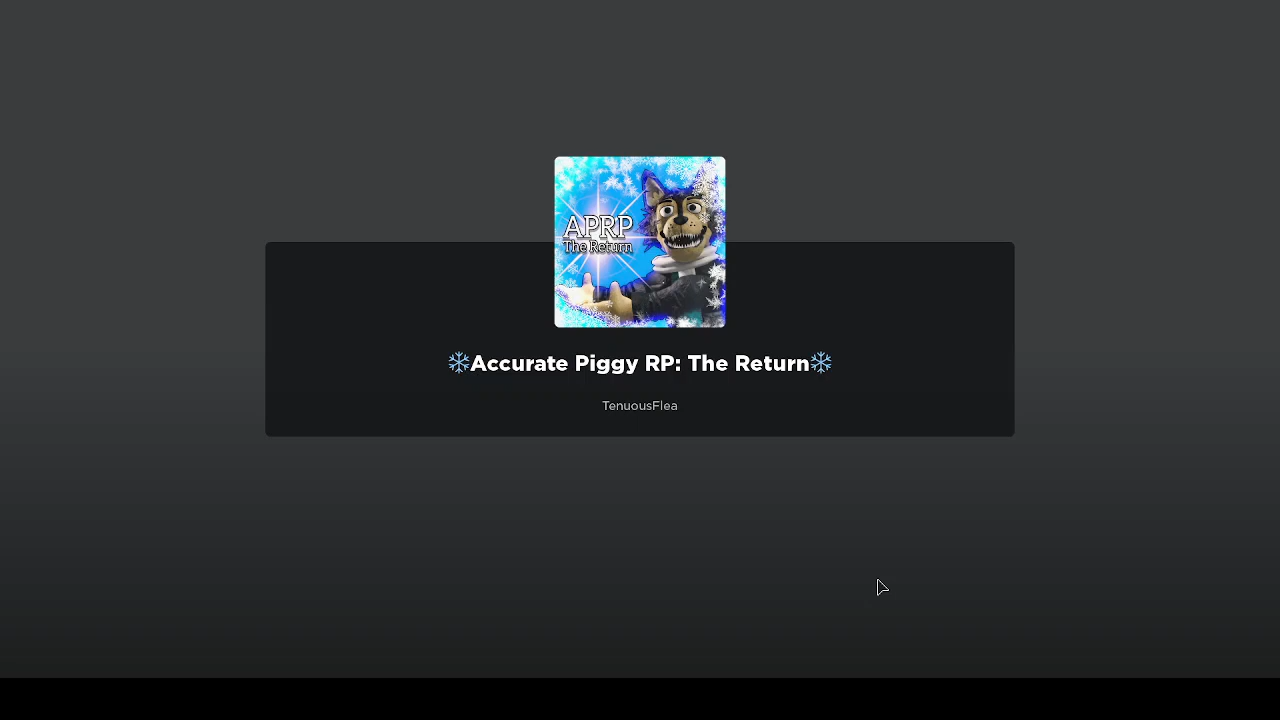 APRP
The Return
❄Accurate Piggy RP: The Return❄
TenuousFlea